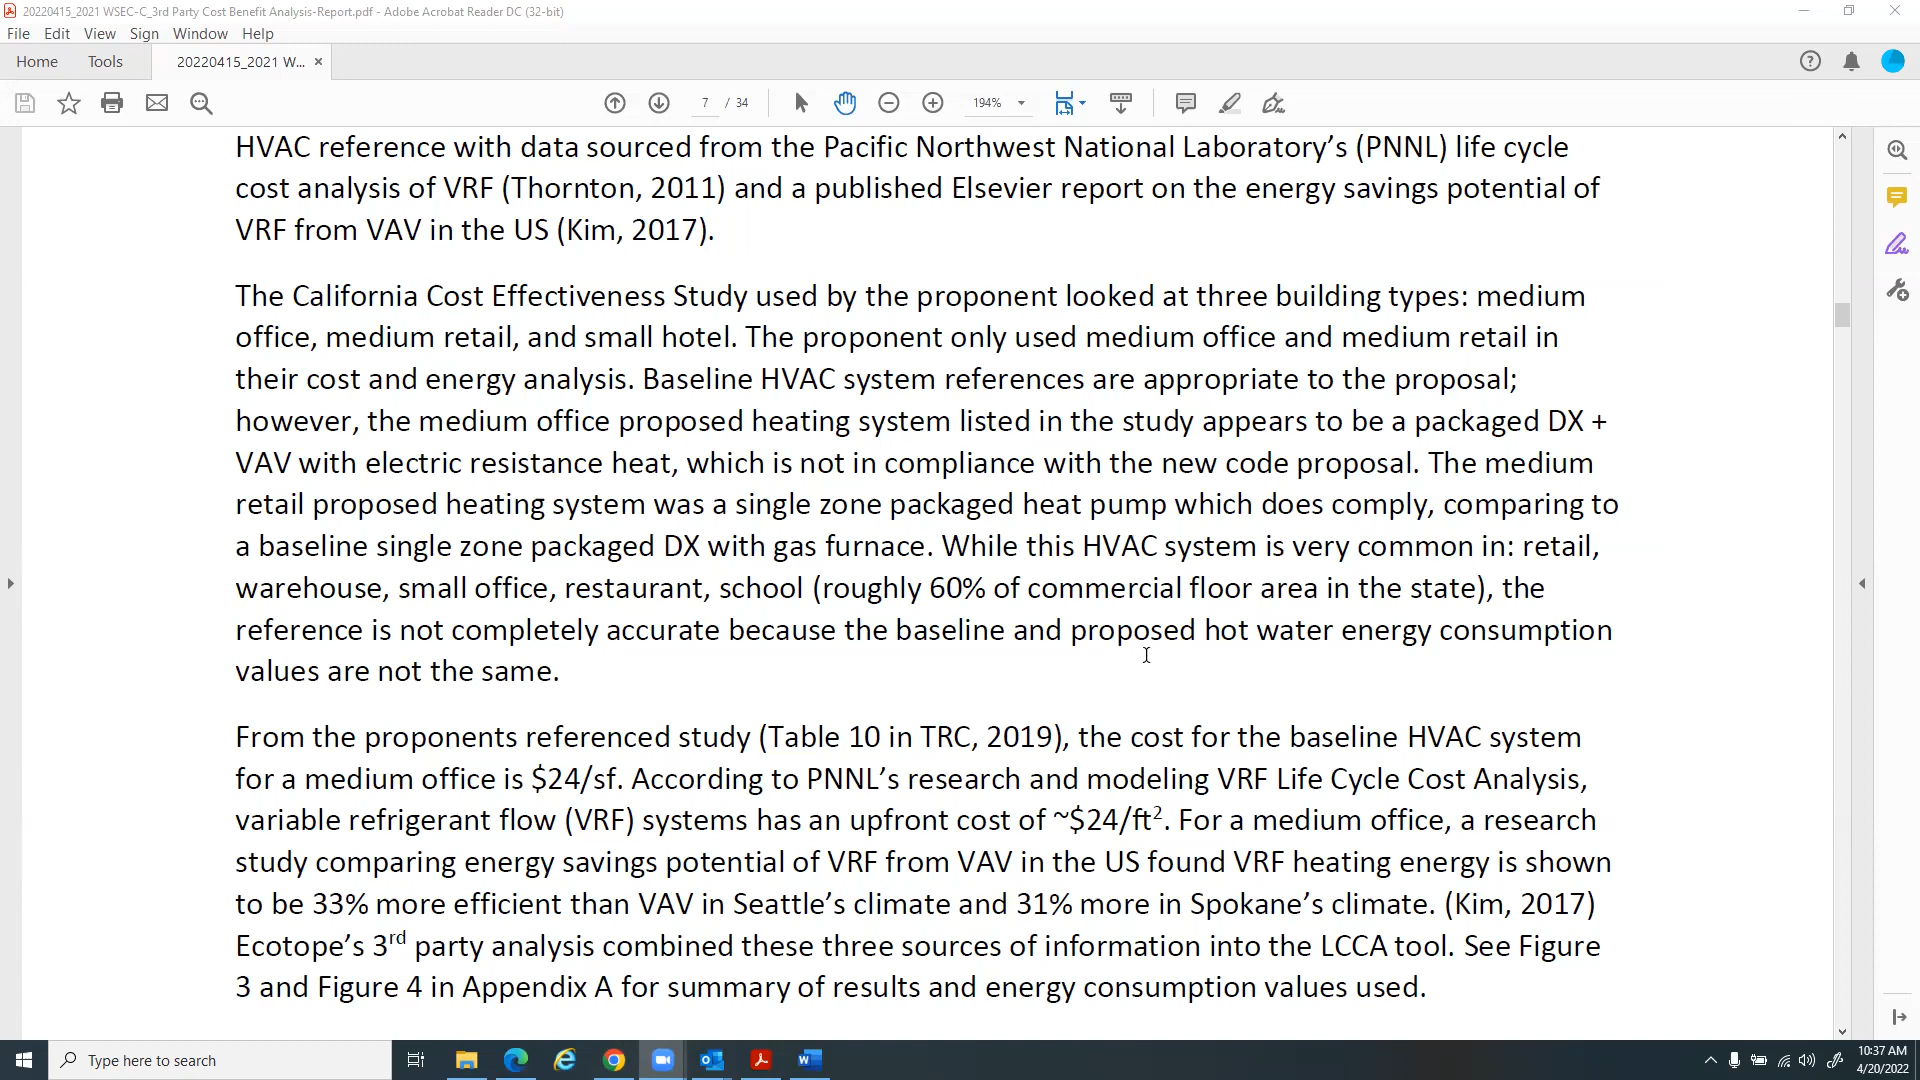 20220415_2021 WSEC-C_3rd Party Cost Benefit Analysis-Report.pdf - Adobe Acrobat Reader DC (32-bit)
File Edit View Sign Window Help
Home Tools 20220415_2021 W... ×
7 / 34 194%
HVAC reference with data sourced from the Pacific Northwest National Laboratory’s (PNNL) life cycle
cost analysis of VRF (Thornton, 2011) and a published Elsevier report on the energy savings potential of
VRF from VAV in the US (Kim, 2017).
The California Cost Effectiveness Study used by the proponent looked at three building types: medium
office, medium retail, and small hotel. The proponent only used medium office and medium retail in
their cost and energy analysis. Baseline HVAC system references are appropriate to the proposal;
however, the medium office proposed heating system listed in the study appears to be a packaged DX +
VAV with electric resistance heat, which is not in compliance with the new code proposal. The medium
retail proposed heating system was a single zone packaged heat pump which does comply, comparing to
a baseline single zone packaged DX with gas furnace. While this HVAC system is very common in: retail,
warehouse, small office, restaurant, school (roughly 60% of commercial floor area in the state), the
reference is not completely accurate because the baseline and proposed hot water energy consumption
values are not the same.
From the proponents referenced study (Table 10 in TRC, 2019), the cost for the baseline HVAC system
for a medium office is $24/sf. According to PNNL’s research and modeling VRF Life Cycle Cost Analysis,
variable refrigerant flow (VRF) systems has an upfront cost of ~$24/ft². For a medium office, a research
study comparing energy savings potential of VRF from VAV in the US found VRF heating energy is shown
to be 33% more efficient than VAV in Seattle’s climate and 31% more in Spokane’s climate. (Kim, 2017)
Ecotope’s 3rd party analysis combined these three sources of information into the LCCA tool. See Figure
3 and Figure 4 in Appendix A for summary of results and energy consumption values used.
Type here to search
10:37 AM
4/20/2022